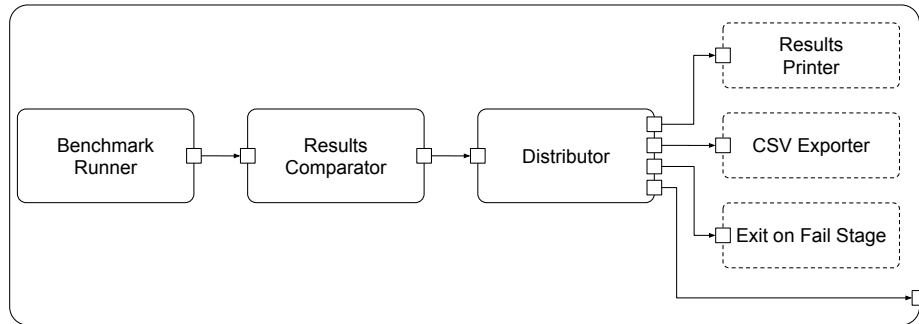 Benchmark
Runner
Results
Comparator
Distributor
Results
Printer
CSV Exporter
Exit on Fail Stage